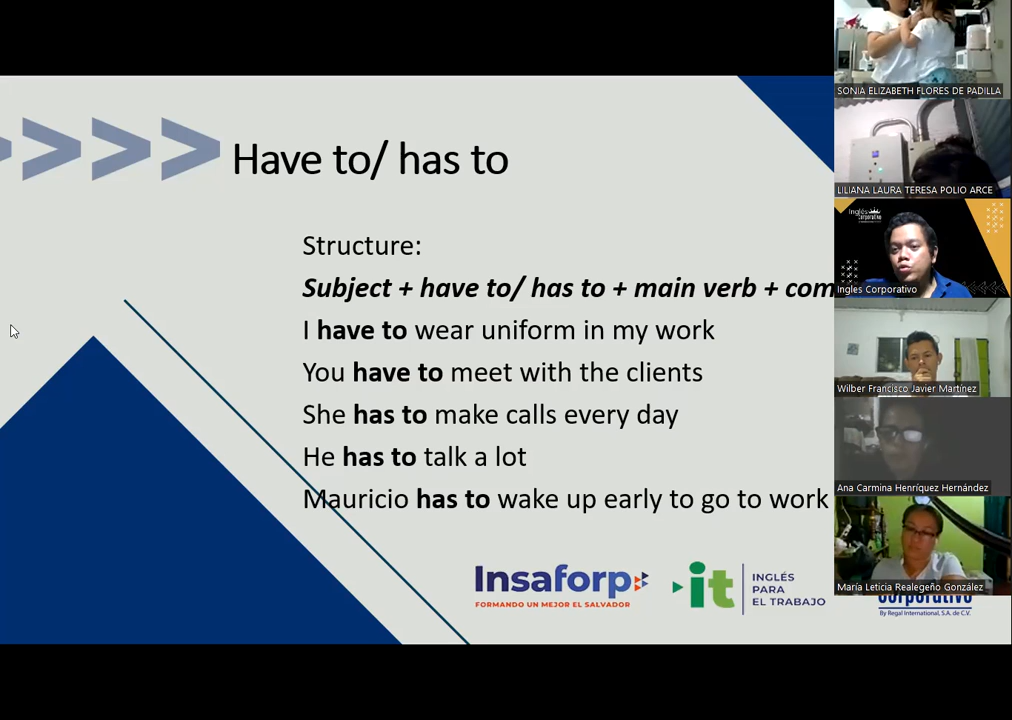 Have to/ has to
Structure:
Subject + have to/ has to + main verb + com
I have to wear uniform in my work
You have to meet with the clients
She has to make calls every day
He has to talk a lot
Mauricio has to wake up early to go to work
Insaforp
FORMANDO UN MEJOR EL SALVADOR
it
INGLÉS
PARA
EL TRABAJO
Corporativo
By Regal International, S.A. de C.V.
SONIA ELIZABETH FLORES DE PADILLA
LILIANA LAURA TERESA POLIO ARCE
Inglés
Corporativo
Ingles Corporativo
Wilber Francisco Javier Martínez
Ana Carmina Henríquez Hernández
María Leticia Realegeño González